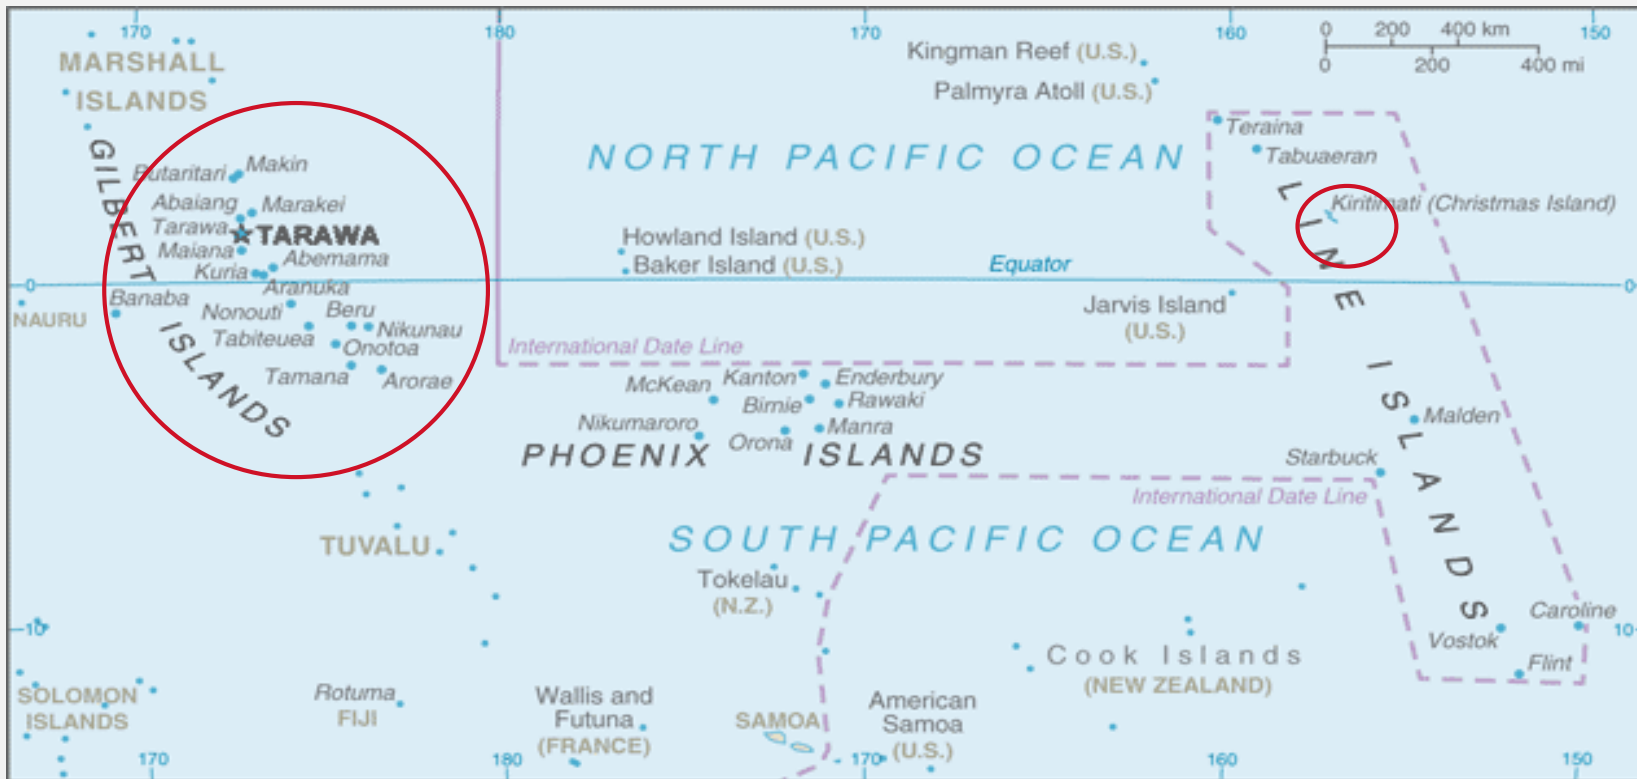 170
180
170
160
150
0 200 400 km
0 200 400 mi
MARSHALL
ISLANDS
Kingman Reef (U.S.)
Palmyra Atoll (U.S.)
NORTH PACIFIC OCEAN
GILBERT
ISLANDS
Butaritari
Makin
Abaiang
Marakei
Tarawa
TARAWA
Maiana
Abemama
Kuria
Aranuka
Banaba
Nonouti
Beru
Nikunau
Tabiteuea
Onotoa
Tamana
Arorae
NAURU
0
Howland Island (U.S.)
Baker Island (U.S.)
Equator
0
Jarvis Island
(U.S.)
International Date Line
Teraina
Tabuaeran
Kiritimati (Christmas Island)
LINE ISLANDS
McKean
Kanton
Enderbury
Birnie
Rawaki
Nikumaroro
Orona
Manra
PHOENIX ISLANDS
Malden
Starbuck
International Date Line
SOUTH PACIFIC OCEAN
TUVALU
Tokelau
(N.Z.)
10
10
Caroline
Vostok
Flint
Cook Islands
(NEW ZEALAND)
SOLOMON
ISLANDS
Rotuma
FIJI
Wallis and
Futuna
(FRANCE)
SAMOA
American
Samoa
(U.S.)
170
180
170
160
150